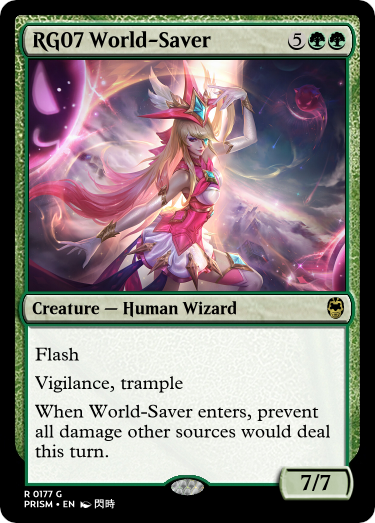 RG07 World-Saver 5
Creature — Human Wizard
Flash
Vigilance, trample
When World-Saver enters, prevent
all damage other sources would deal
this turn.
7/7
R 0177 G
PRISM • EN 閃時